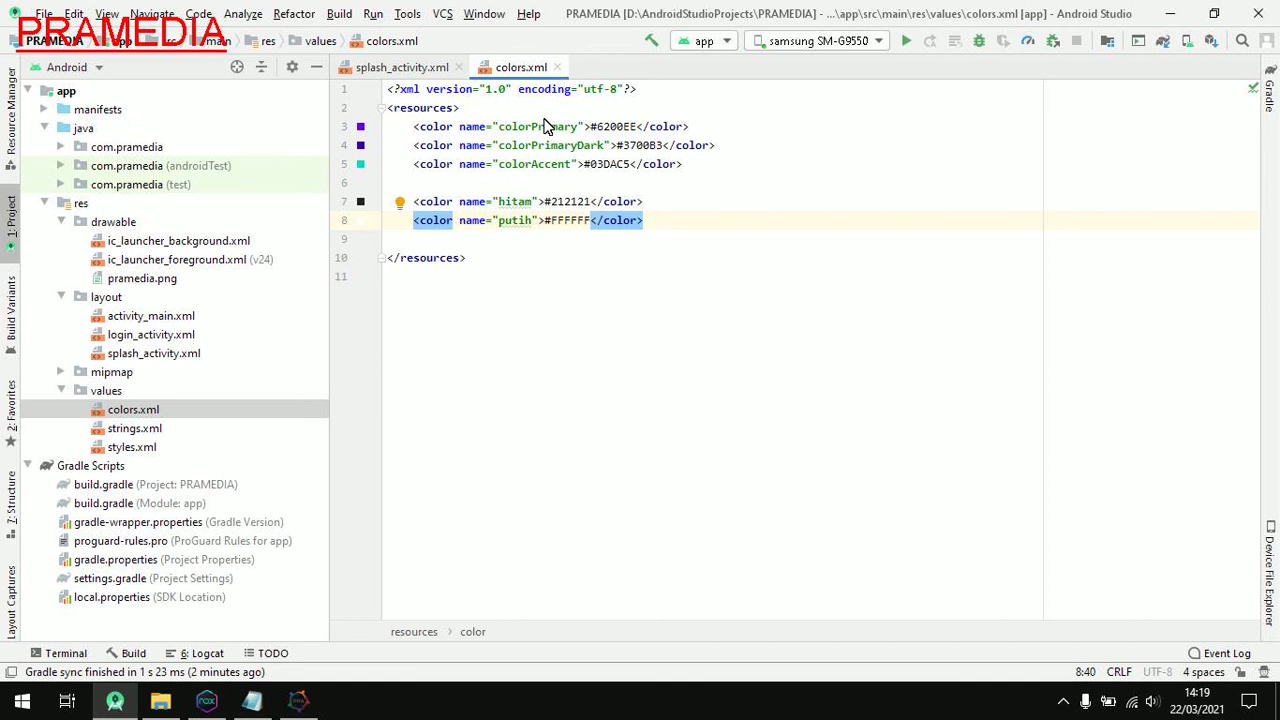 File Edit View Navigate Code Analyze Refactor Build Run Tools VCS Window Help PRAMEDIA [D:\AndroidStudioProjects\PRAMEDIA] - ...\app\src\main\res\values\colors.xml [app] - Android Studio
PRAMEDIA
PRAMEDIA app src main res values colors.xml app samsung SM-G9550
Android splash_activity.xml colors.xml
Resource Manager
1: Project
Build Variants
2: Favorites
7: Structure
Layout Captures
app
manifests
java
com.pramedia
com.pramedia (androidTest)
com.pramedia (test)
res
drawable
ic_launcher_background.xml
ic_launcher_foreground.xml (v24)
pramedia.png
layout
activity_main.xml
login_activity.xml
splash_activity.xml
mipmap
values
colors.xml
strings.xml
styles.xml
Gradle Scripts
build.gradle (Project: PRAMEDIA)
build.gradle (Module: app)
gradle-wrapper.properties (Gradle Version)
proguard-rules.pro (ProGuard Rules for app)
gradle.properties (Project Properties)
settings.gradle (Project Settings)
local.properties (SDK Location)
1 <?xml version="1.0" encoding="utf-8"?>
2 <resources>
3 <color name="colorPrimary">#6200EE</color>
4 <color name="colorPrimaryDark">#3700B3</color>
5 <color name="colorAccent">#03DAC5</color>
6
7 <color name="hitam">#212121</color>
8 <color name="putih">#FFFFFF</color>
9
10 </resources>
11
Gradle
Device File Explorer
resources › color
Terminal Build 6: Logcat TODO Event Log
Gradle sync finished in 1 s 23 ms (2 minutes ago) 8:40 CRLF UTF-8 4 spaces
nox
14:19
22/03/2021